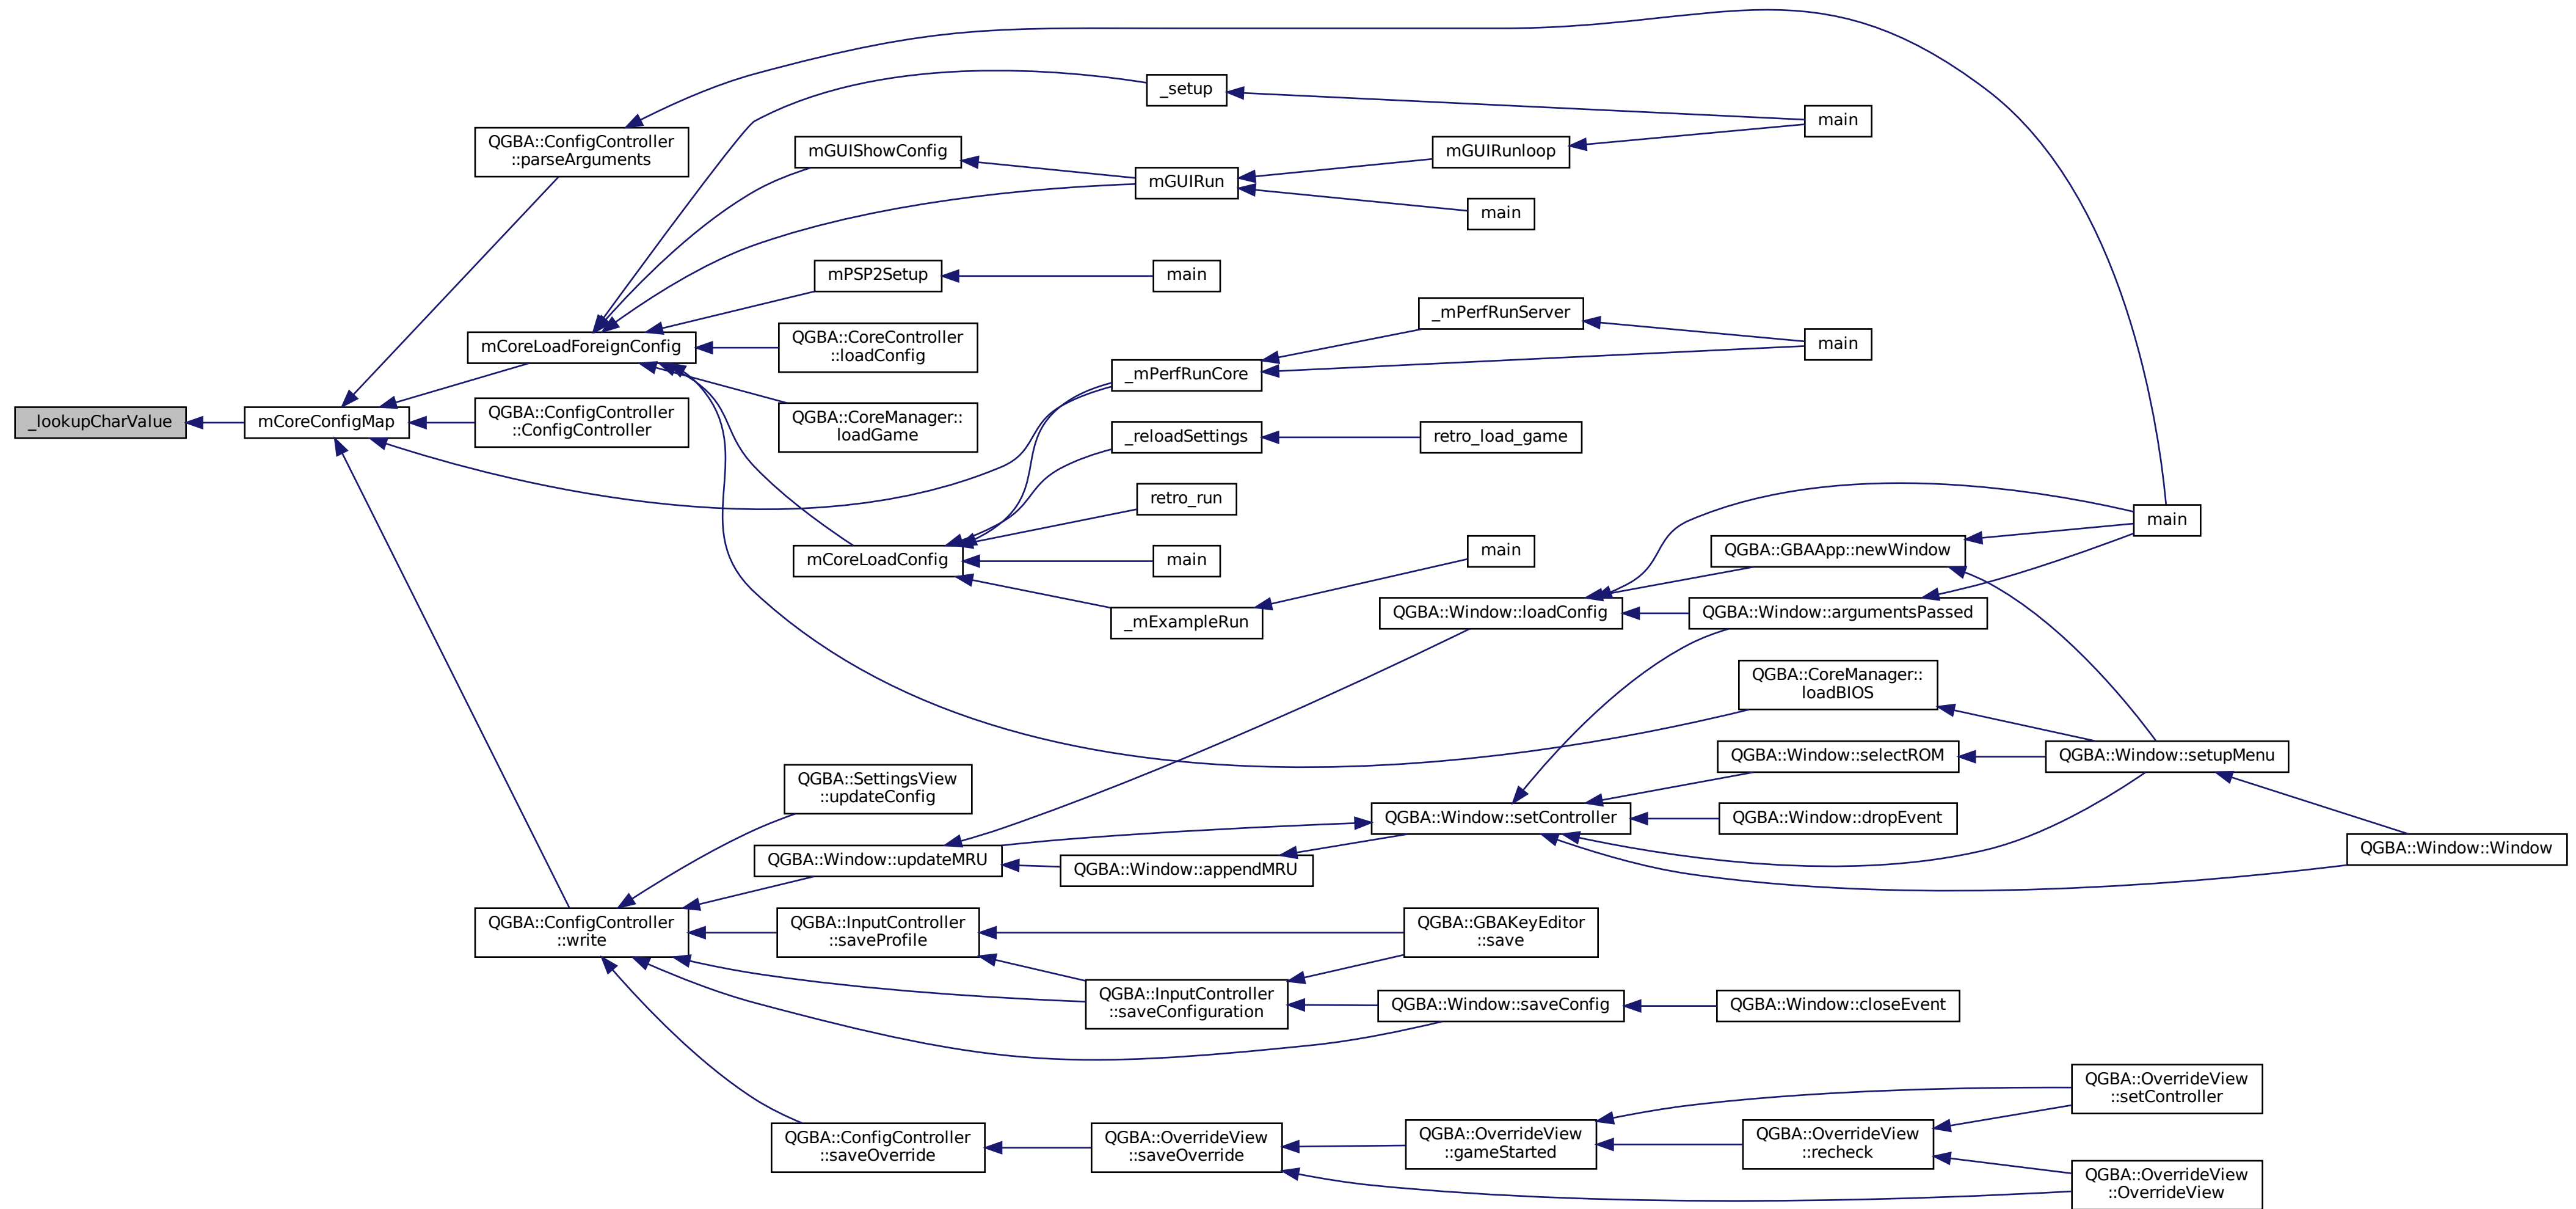 _setup
main
QGBA::ConfigController
::parseArguments
mGUIShowConfig
mGUIRunloop
mGUIRun
main
mPSP2Setup
main
_mPerfRunServer
mCoreLoadForeignConfig
QGBA::CoreController
::loadConfig
main
_mPerfRunCore
_lookupCharValue
mCoreConfigMap
QGBA::ConfigController
::ConfigController
QGBA::CoreManager::
loadGame
_reloadSettings
retro_load_game
retro_run
main
mCoreLoadConfig
main
main
QGBA::GBAApp::newWindow
_mExampleRun
QGBA::Window::loadConfig
QGBA::Window::argumentsPassed
QGBA::CoreManager::
loadBIOS
QGBA::Window::selectROM
QGBA::Window::setupMenu
QGBA::SettingsView
::updateConfig
QGBA::Window::setController
QGBA::Window::dropEvent
QGBA::Window::updateMRU
QGBA::Window::appendMRU
QGBA::Window::Window
QGBA::ConfigController
::write
QGBA::InputController
::saveProfile
QGBA::GBAKeyEditor
::save
QGBA::InputController
::saveConfiguration
QGBA::Window::saveConfig
QGBA::Window::closeEvent
QGBA::OverrideView
::setController
QGBA::ConfigController
::saveOverride
QGBA::OverrideView
::saveOverride
QGBA::OverrideView
::gameStarted
QGBA::OverrideView
::recheck
QGBA::OverrideView
::OverrideView